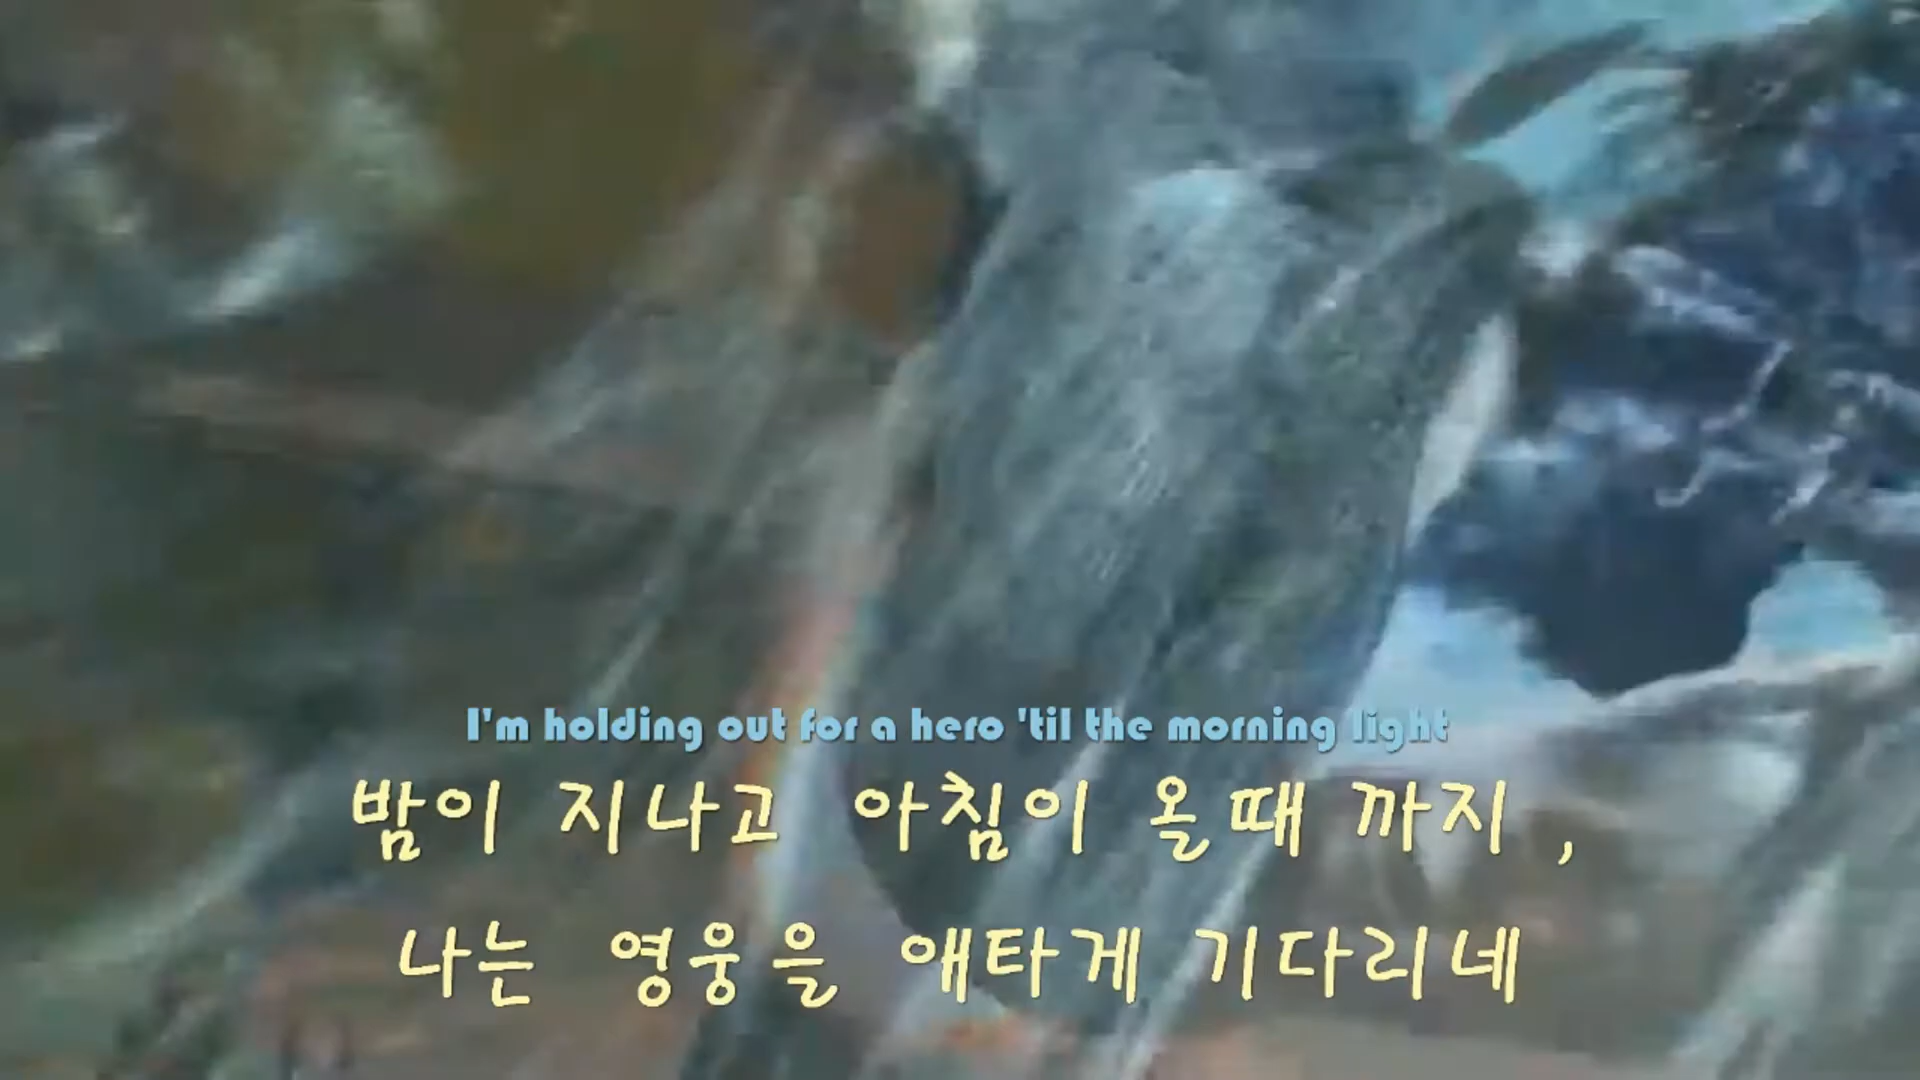 I'm holding out for a hero 'til the morning light
밤이 지나고 아침이 올때 까지 ,
나는 영웅을 애타게 기다리네